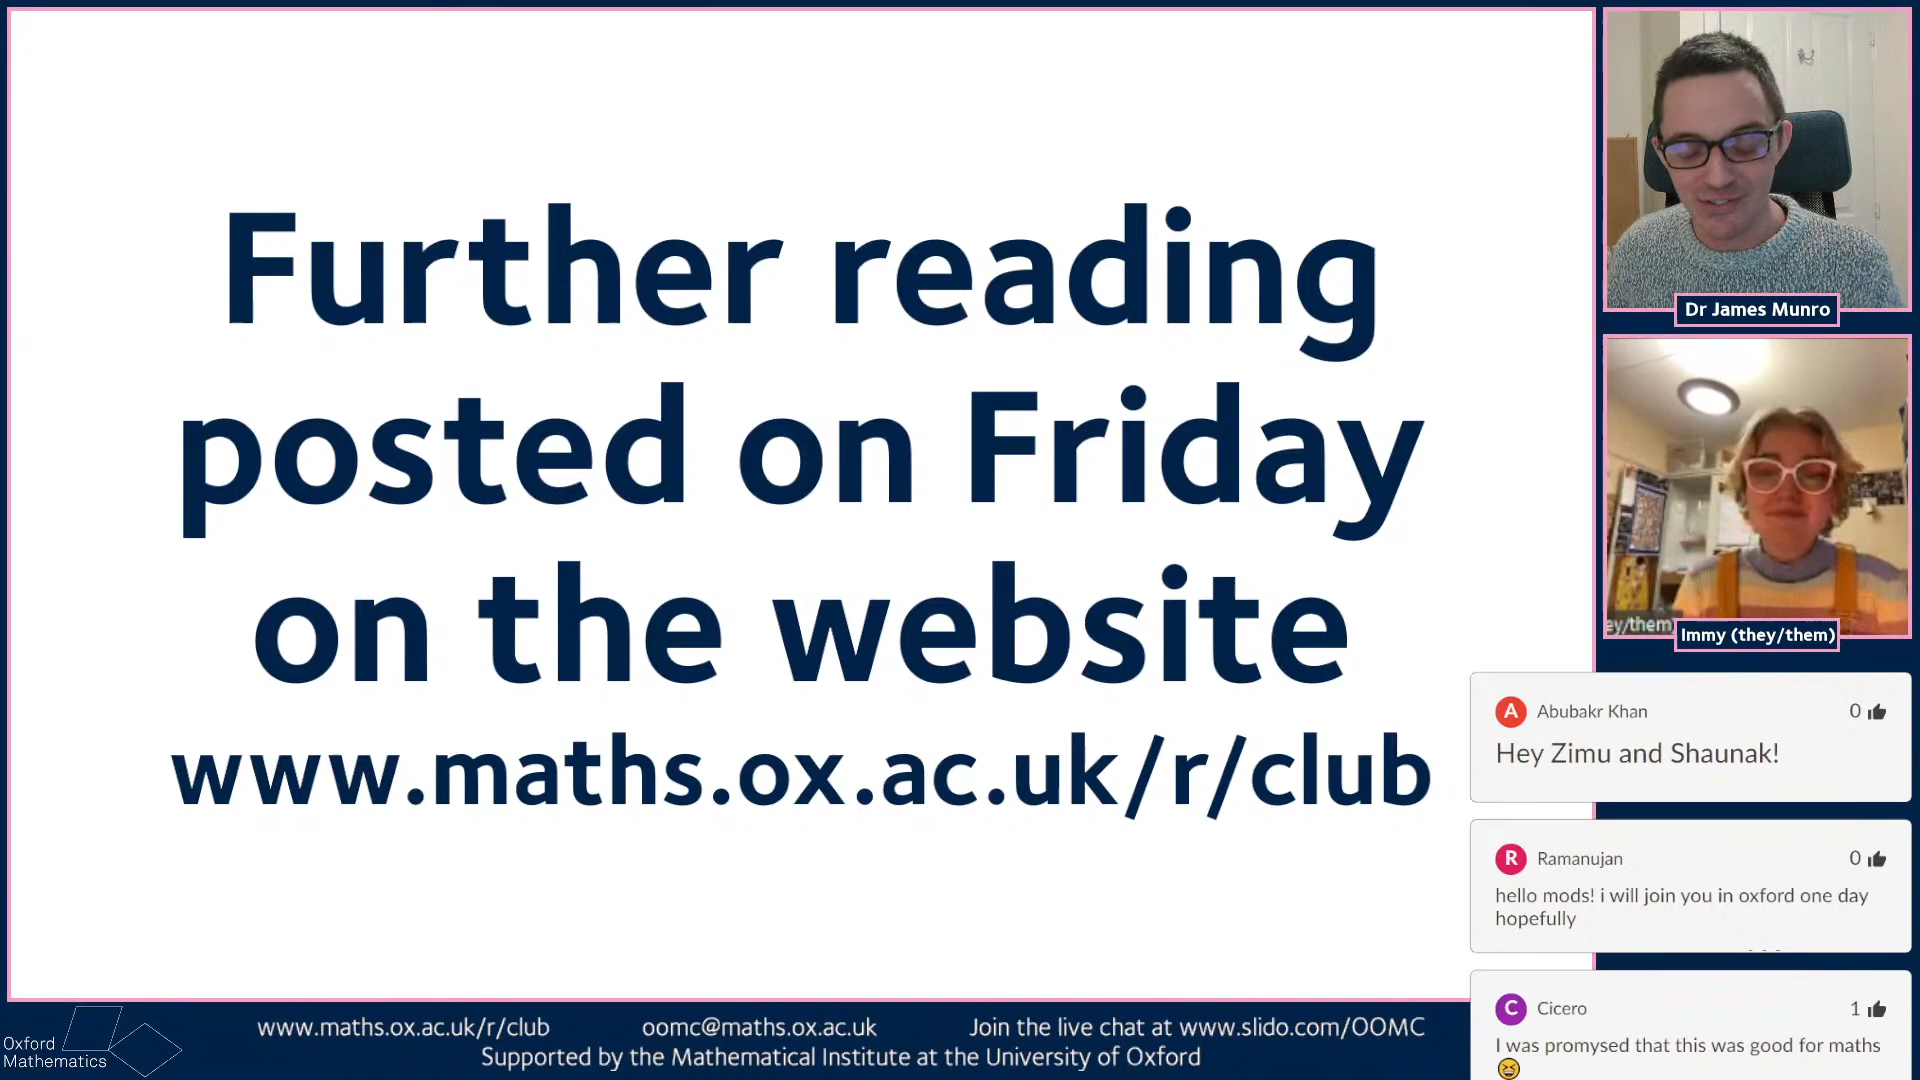 Further reading
posted on Friday
on the website
www.maths.ox.ac.uk/r/club
Dr James Munro
ey/them)
Immy (they/them)
A Abubakr Khan 0
Hey Zimu and Shaunak!
R Ramanujan 0
hello mods! i will join you in oxford one day
hopefully
C Cicero 1
I was promysed that this was good for maths
😆
Oxford
Mathematics
www.maths.ox.ac.uk/r/club oomc@maths.ox.ac.uk Join the live chat at www.slido.com/OOMC
Supported by the Mathematical Institute at the University of Oxford